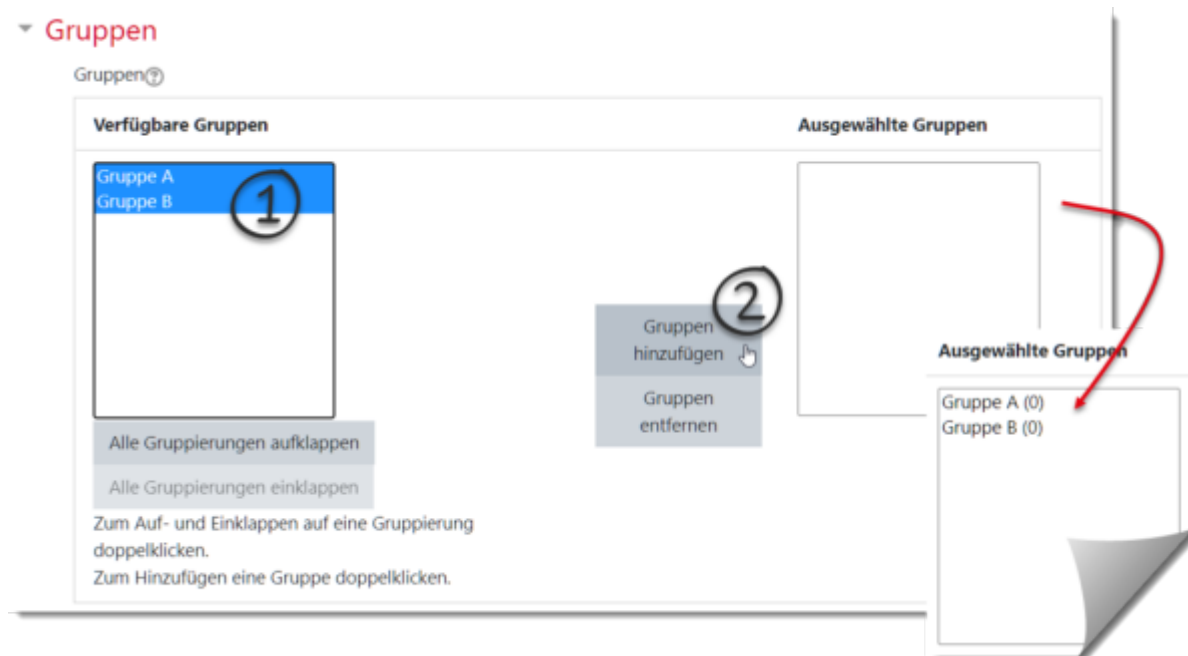 Gruppen
Gruppen
Verfügbare Gruppen
Ausgewählte Gruppen
Gruppe A
Gruppe B
1
2
Gruppen
hinzufügen
Gruppen
entfernen
Alle Gruppierungen aufklappen
Alle Gruppierungen einklappen
Zum Auf- und Einklappen auf eine Gruppierung
doppelklicken.
Zum Hinzufügen eine Gruppe doppelklicken.
Ausgewählte Gruppen
Gruppe A (0)
Gruppe B (0)